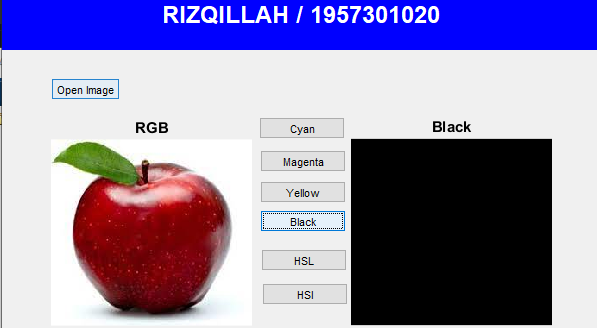 RIZQILLAH / 1957301020
Open Image
RGB
Cyan
Black
Magenta
Yellow
Black
HSL
HSI